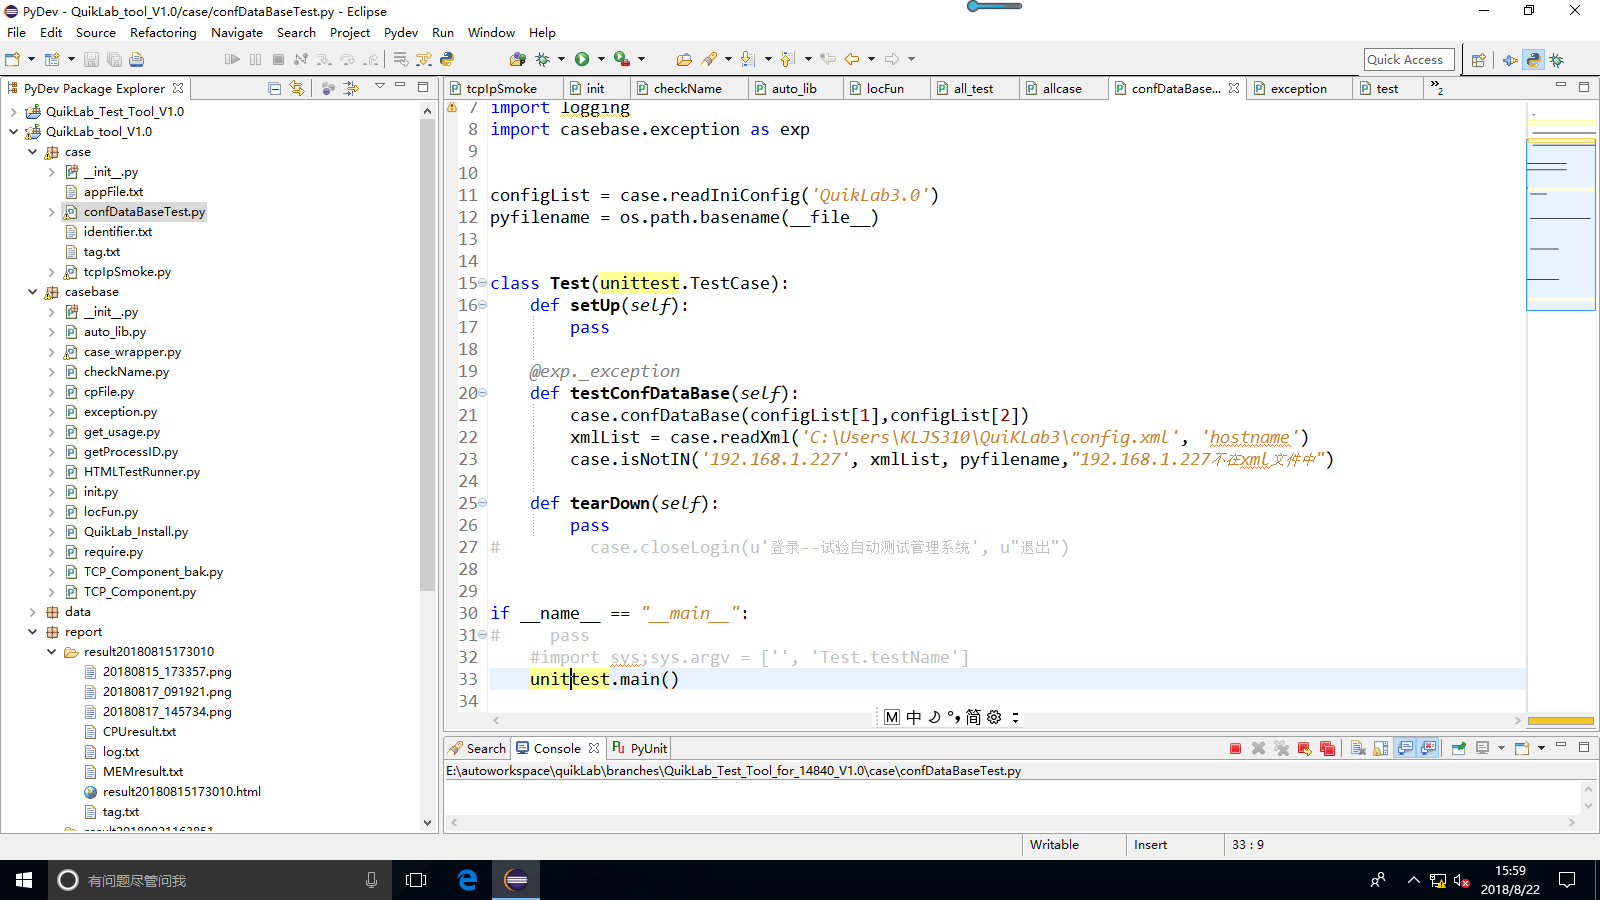 PyDev - QuikLab_tool_V1.0/case/confDataBaseTest.py - Eclipse
File Edit Source Refactoring Navigate Search Project Pydev Run Window Help
Quick Access
PyDev Package Explorer
QuikLab_Test_Tool_V1.0
QuikLab_tool_V1.0
case
__init__.py
appFile.txt
confDataBaseTest.py
identifier.txt
tag.txt
tcpIpSmoke.py
casebase
__init__.py
auto_lib.py
case_wrapper.py
checkName.py
cpFile.py
exception.py
get_usage.py
getProcessID.py
HTMLTestRunner.py
init.py
locFun.py
QuikLab_Install.py
require.py
TCP_Component_bak.py
TCP_Component.py
data
report
result20180815173010
20180815_173357.png
20180817_091921.png
20180817_145734.png
CPUresult.txt
log.txt
MEMresult.txt
result20180815173010.html
tag.txt
result20180821163851
tcpIpSmoke init checkName auto_lib locFun all_test allcase confDataBase... exception test »2
7 import logging
8 import casebase.exception as exp
9
10
11 configList = case.readIniConfig('QuikLab3.0')
12 pyfilename = os.path.basename(__file__)
13
14
15 class Test(unittest.TestCase):
16     def setUp(self):
17         pass
18
19     @exp._exception
20     def testConfDataBase(self):
21         case.confDataBase(configList[1],configList[2])
22         xmlList = case.readXml('C:\Users\KLJS310\QuiKLab3\config.xml', 'hostname')
23         case.isNotIN('192.168.1.227', xmlList, pyfilename,"192.168.1.227不在xml文件中")
24
25     def tearDown(self):
26         pass
27 #         case.closeLogin(u'登录--试验自动测试管理系统', u"退出")
28
29
30 if __name__ == "__main__":
31 #     pass
32     #import sys;sys.argv = ['', 'Test.testName']
33     unittest.main()
34
M 中 简
Search Console PyUnit
E:\autoworkspace\quikLab\branches\QuikLab_Test_Tool_for_14840_V1.0\case\confDataBaseTest.py
Writable Insert 33 : 9
有问题尽管问我
15:59
2018/8/22